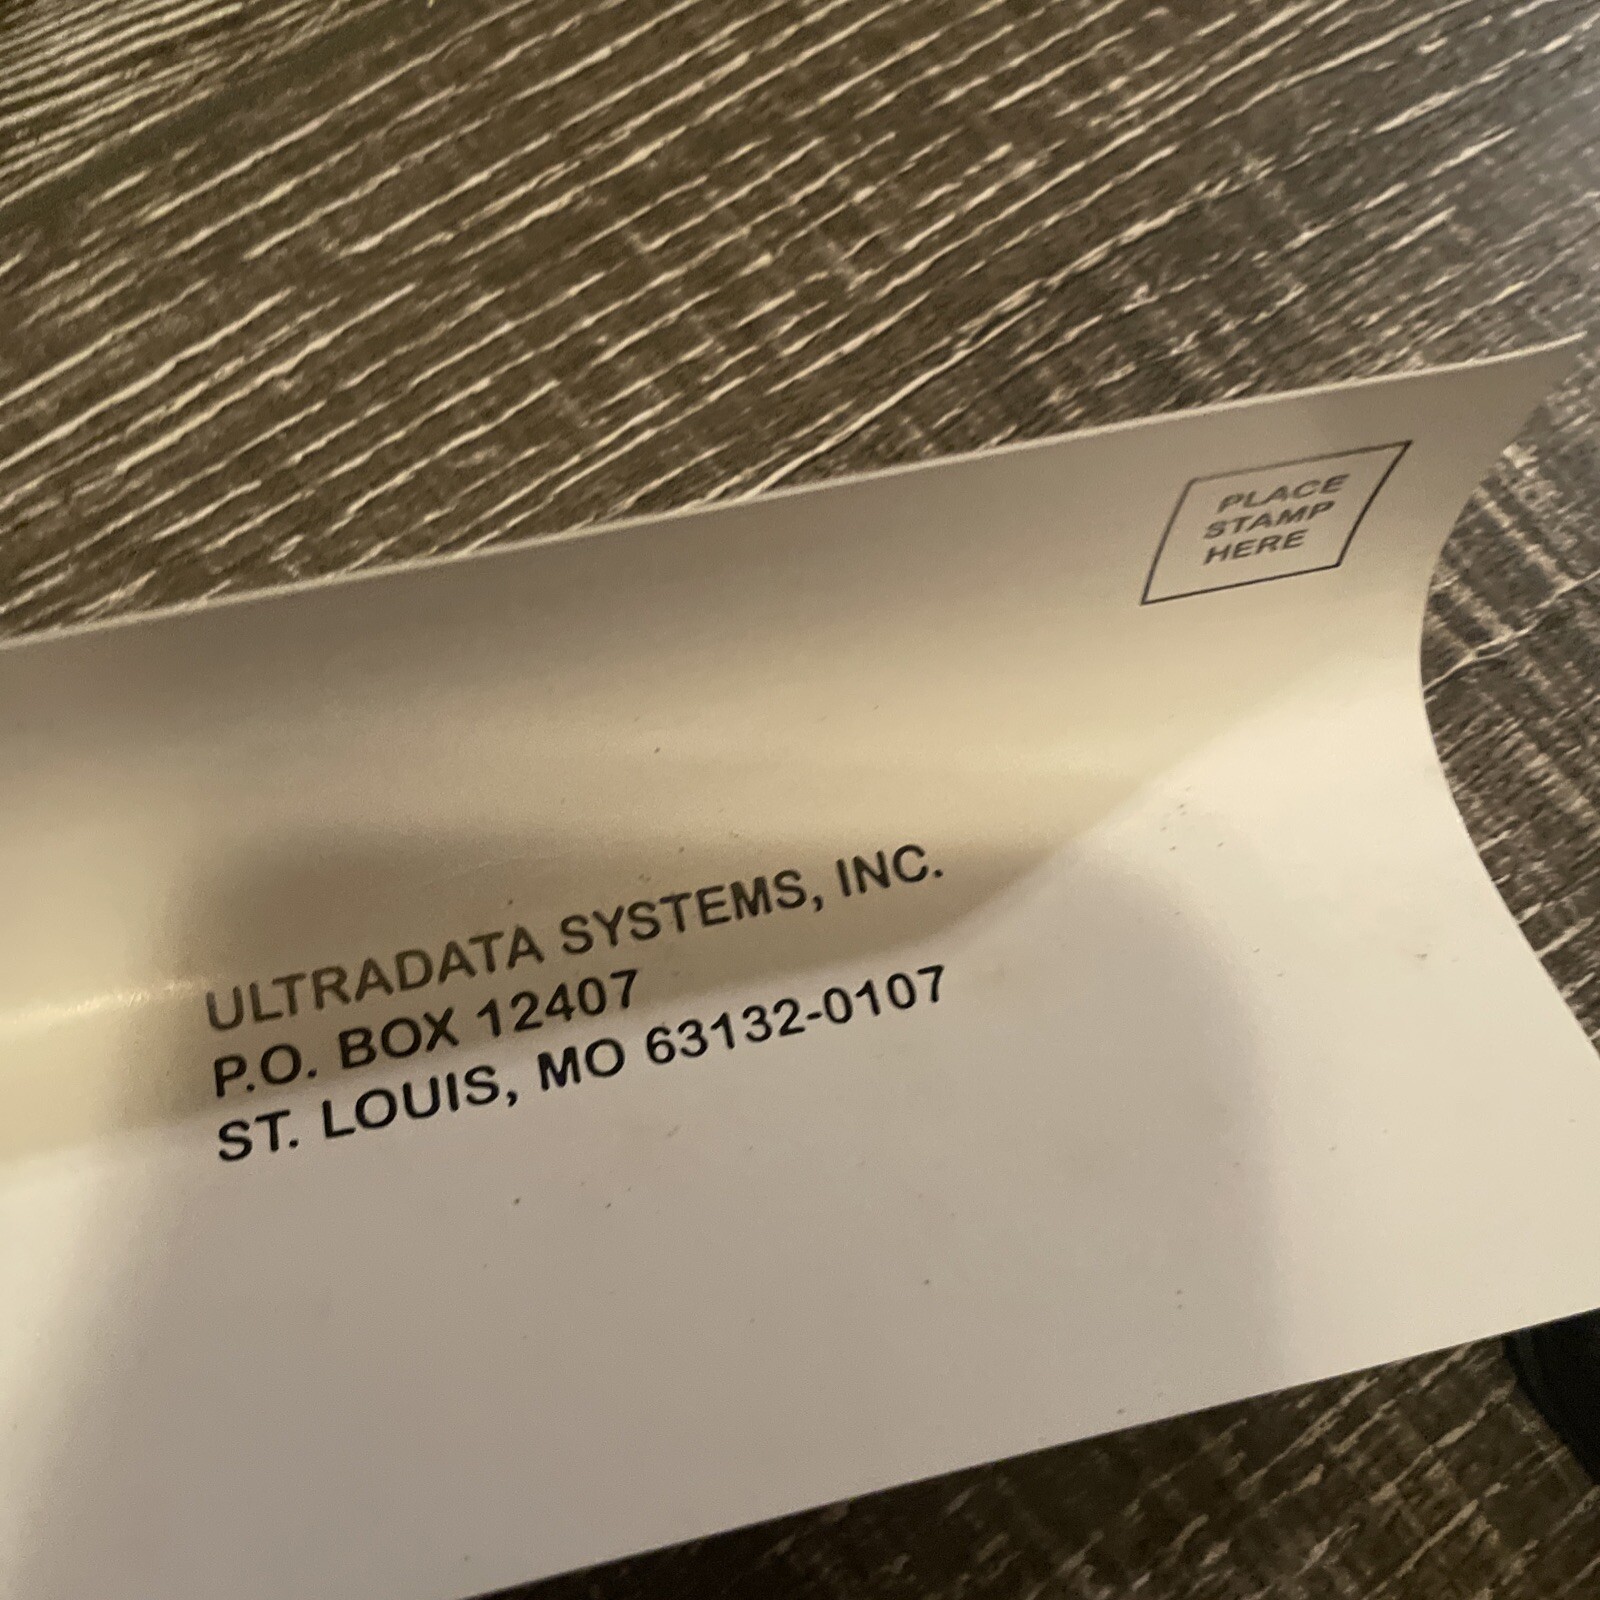 PLACE
STAMP
HERE
ULTRADATA SYSTEMS, INC.
P.O. BOX 12407
ST. LOUIS, MO 63132-0107